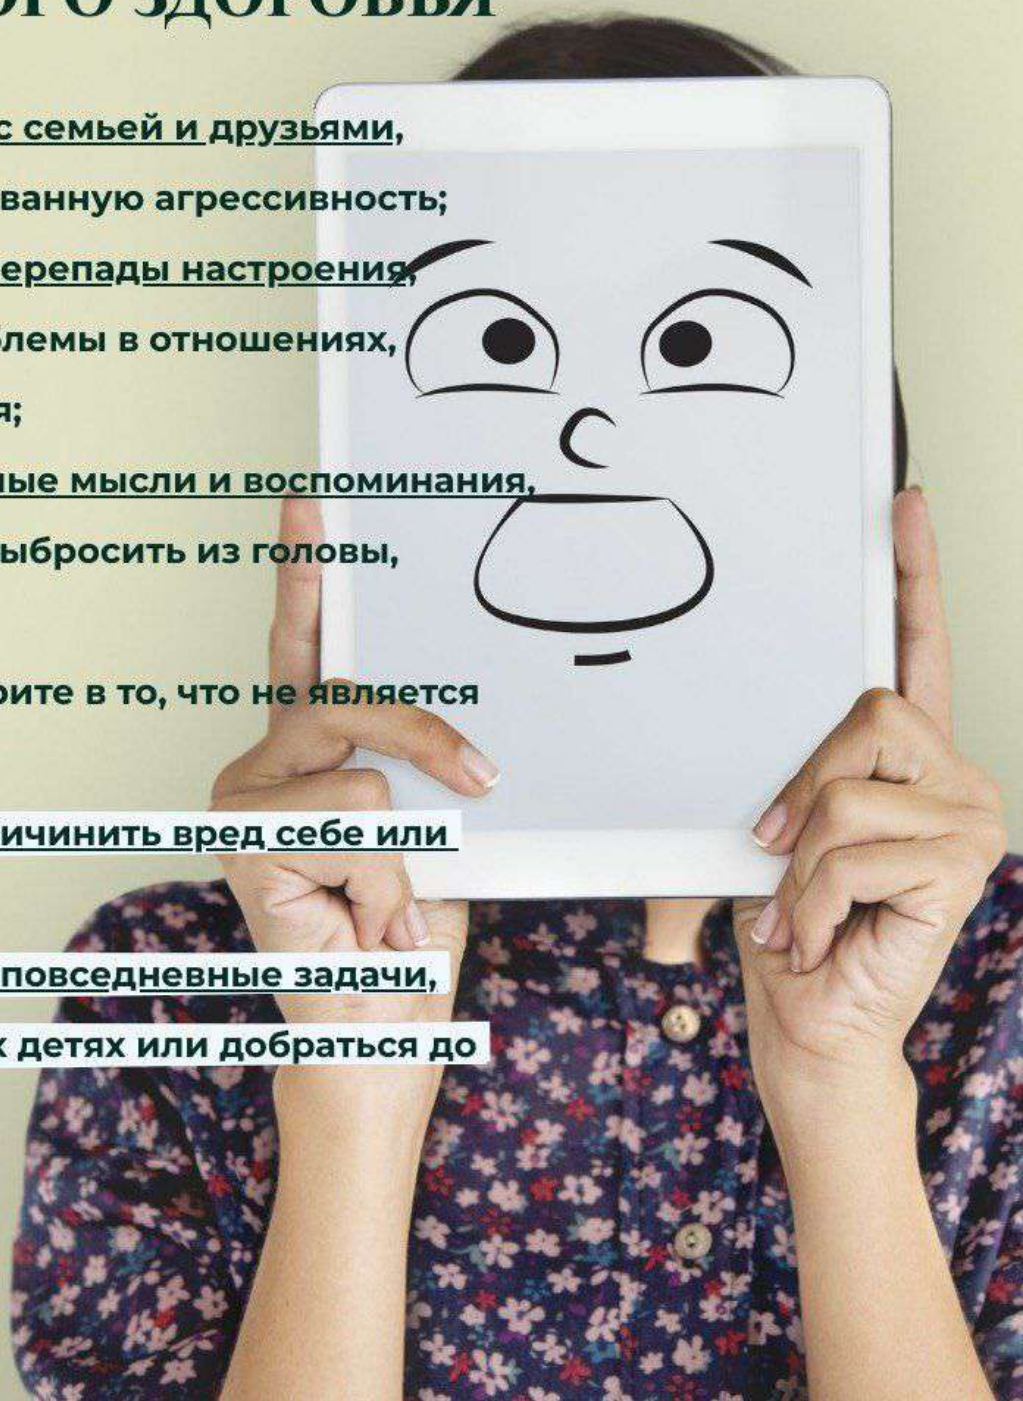 ОГО ЗДОРОВЬЯ
с семьей и друзьями,
ванную агрессивность;
ерепады настроения,
блемы в отношениях,
я;
ные мысли и воспоминания,
ыбросить из головы,
рите в то, что не является
ичинить вред себе или
повседневные задачи,
х детях или добраться до